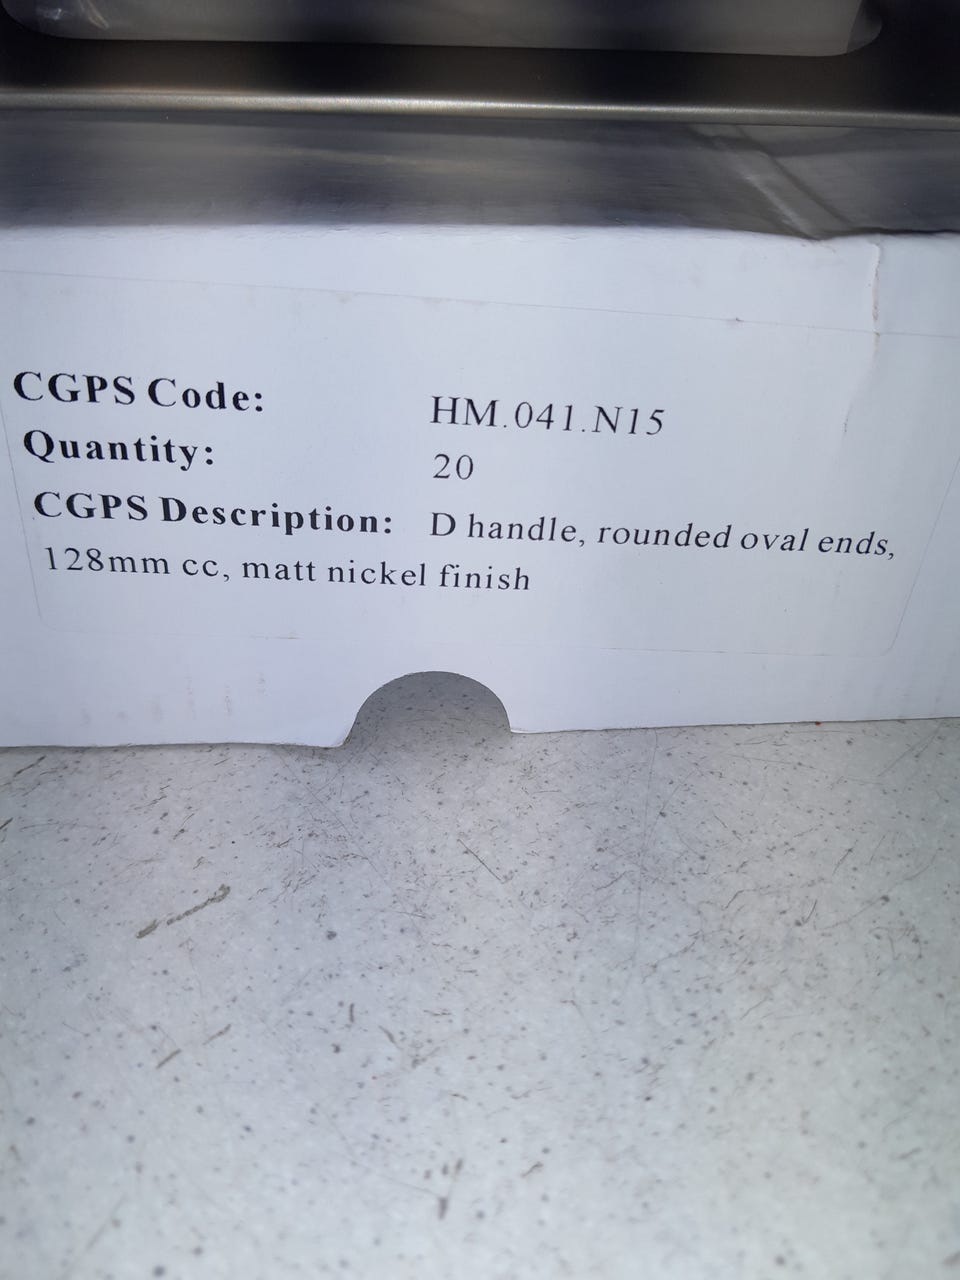 CGPS Code: HM.041.N15
Quantity: 20
CGPS Description: D handle, rounded oval ends,
128mm cc, matt nickel finish